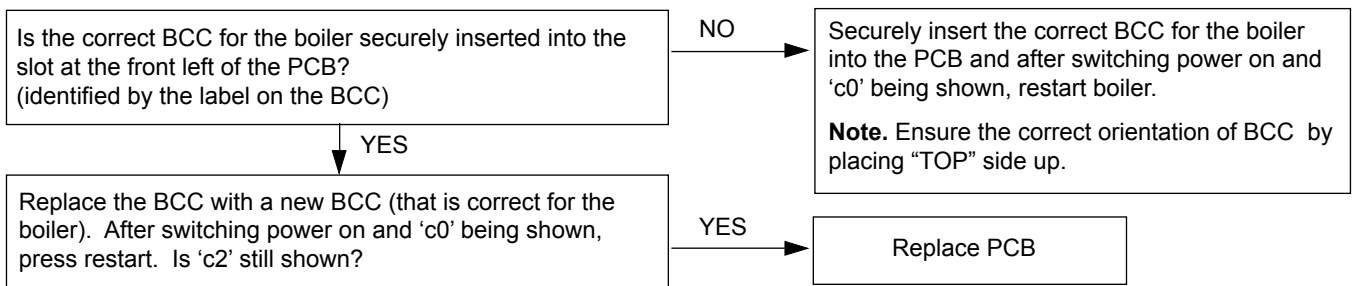 Is the correct BCC for the boiler securely inserted into the
slot at the front left of the PCB?
(identified by the label on the BCC)
NO
Securely insert the correct BCC for the boiler
into the PCB and after switching power on and
‘c0’ being shown, restart boiler.
Note. Ensure the correct orientation of BCC by
placing “TOP” side up.
YES
Replace the BCC with a new BCC (that is correct for the
boiler). After switching power on and ‘c0’ being shown,
press restart. Is ‘c2’ still shown?
YES
Replace PCB